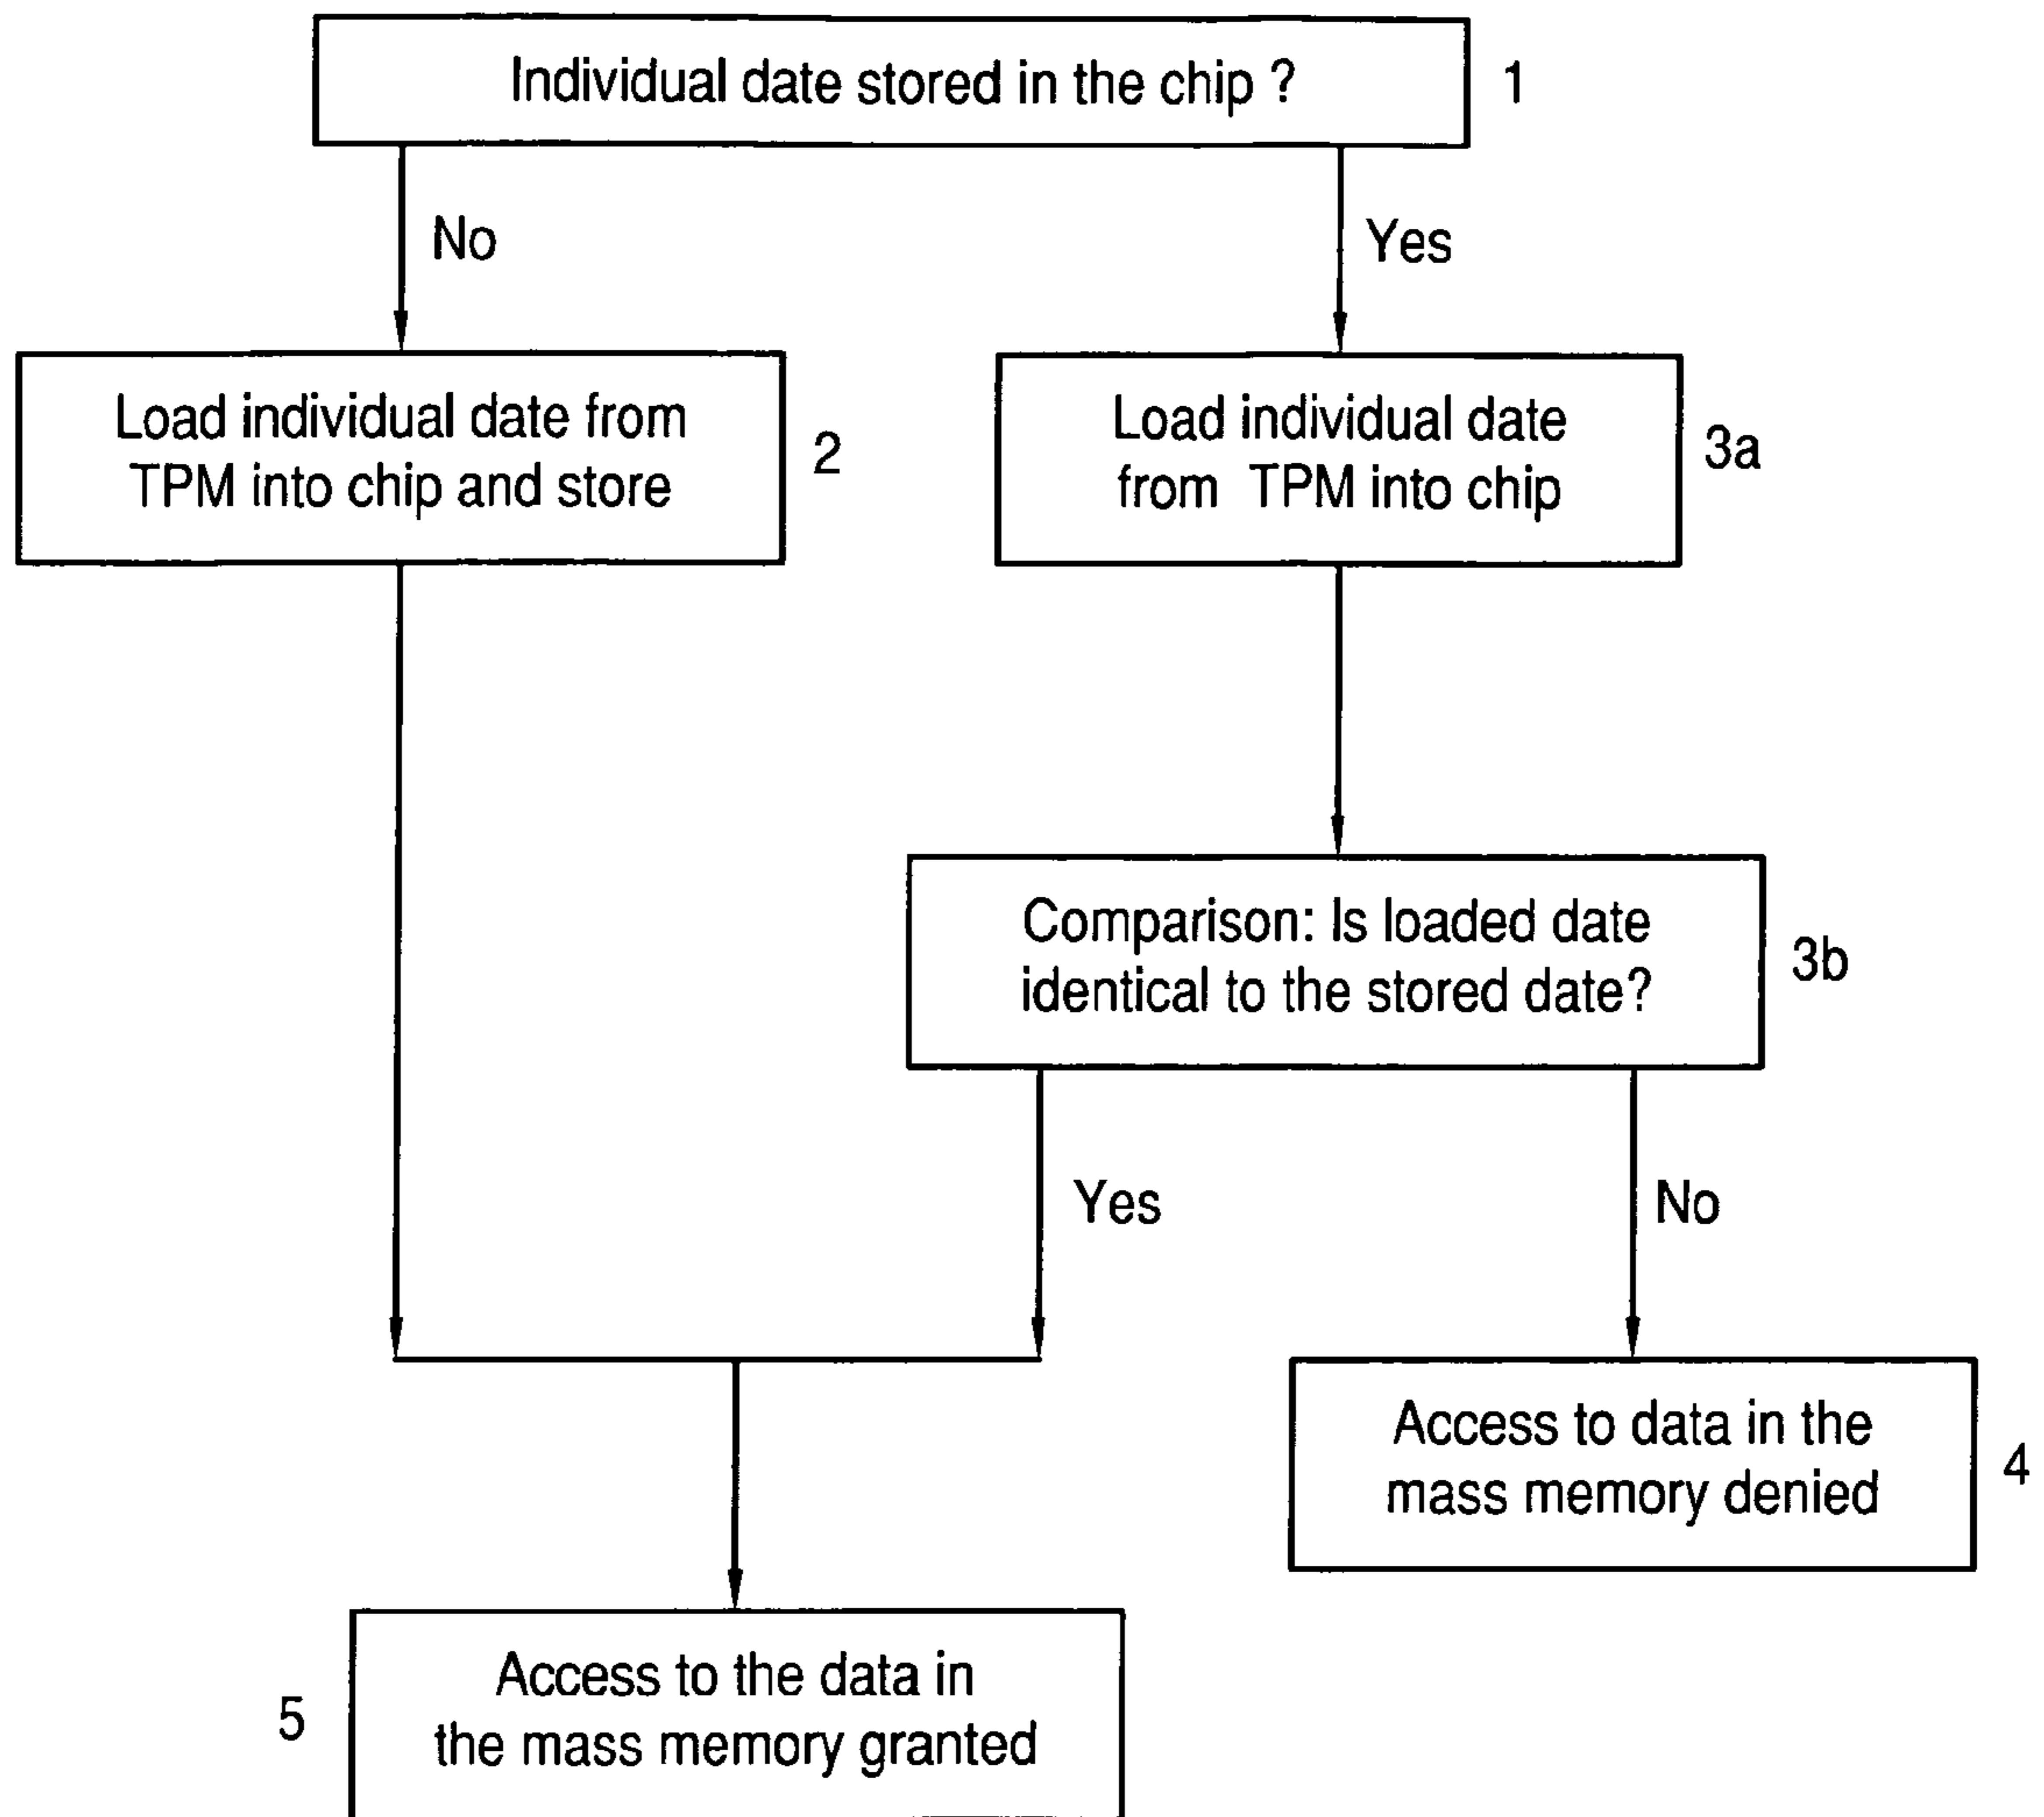 Individual date stored in the chip ?
1
No
Yes
Load individual date from
TPM into chip and store
2
Load individual date
from TPM into chip
3a
Comparison: Is loaded date
identical to the stored date?
3b
Yes
No
Access to data in the
mass memory denied
4
Access to the data in
the mass memory granted
5